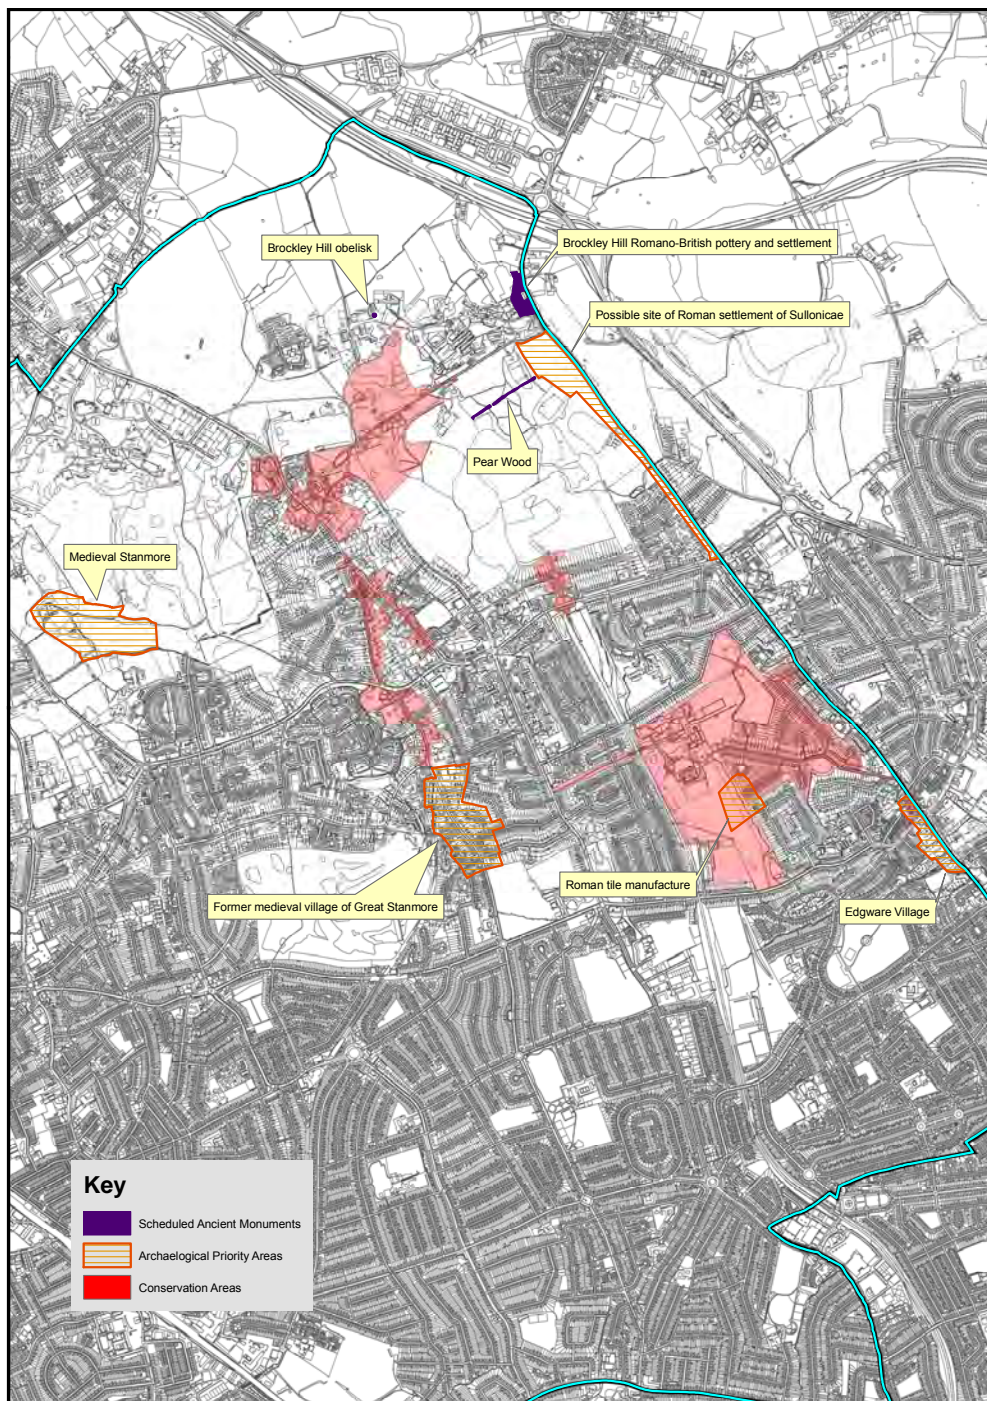 Brockley Hill obelisk
Brockley Hill Romano-British pottery and settlement
Possible site of Roman settlement of Sullonicae
Pear Wood
Medieval Stanmore
Former medieval village of Great Stanmore
Roman tile manufacture
Edgware Village
Key
Scheduled Ancient Monuments
Archaelogical Priority Areas
Conservation Areas